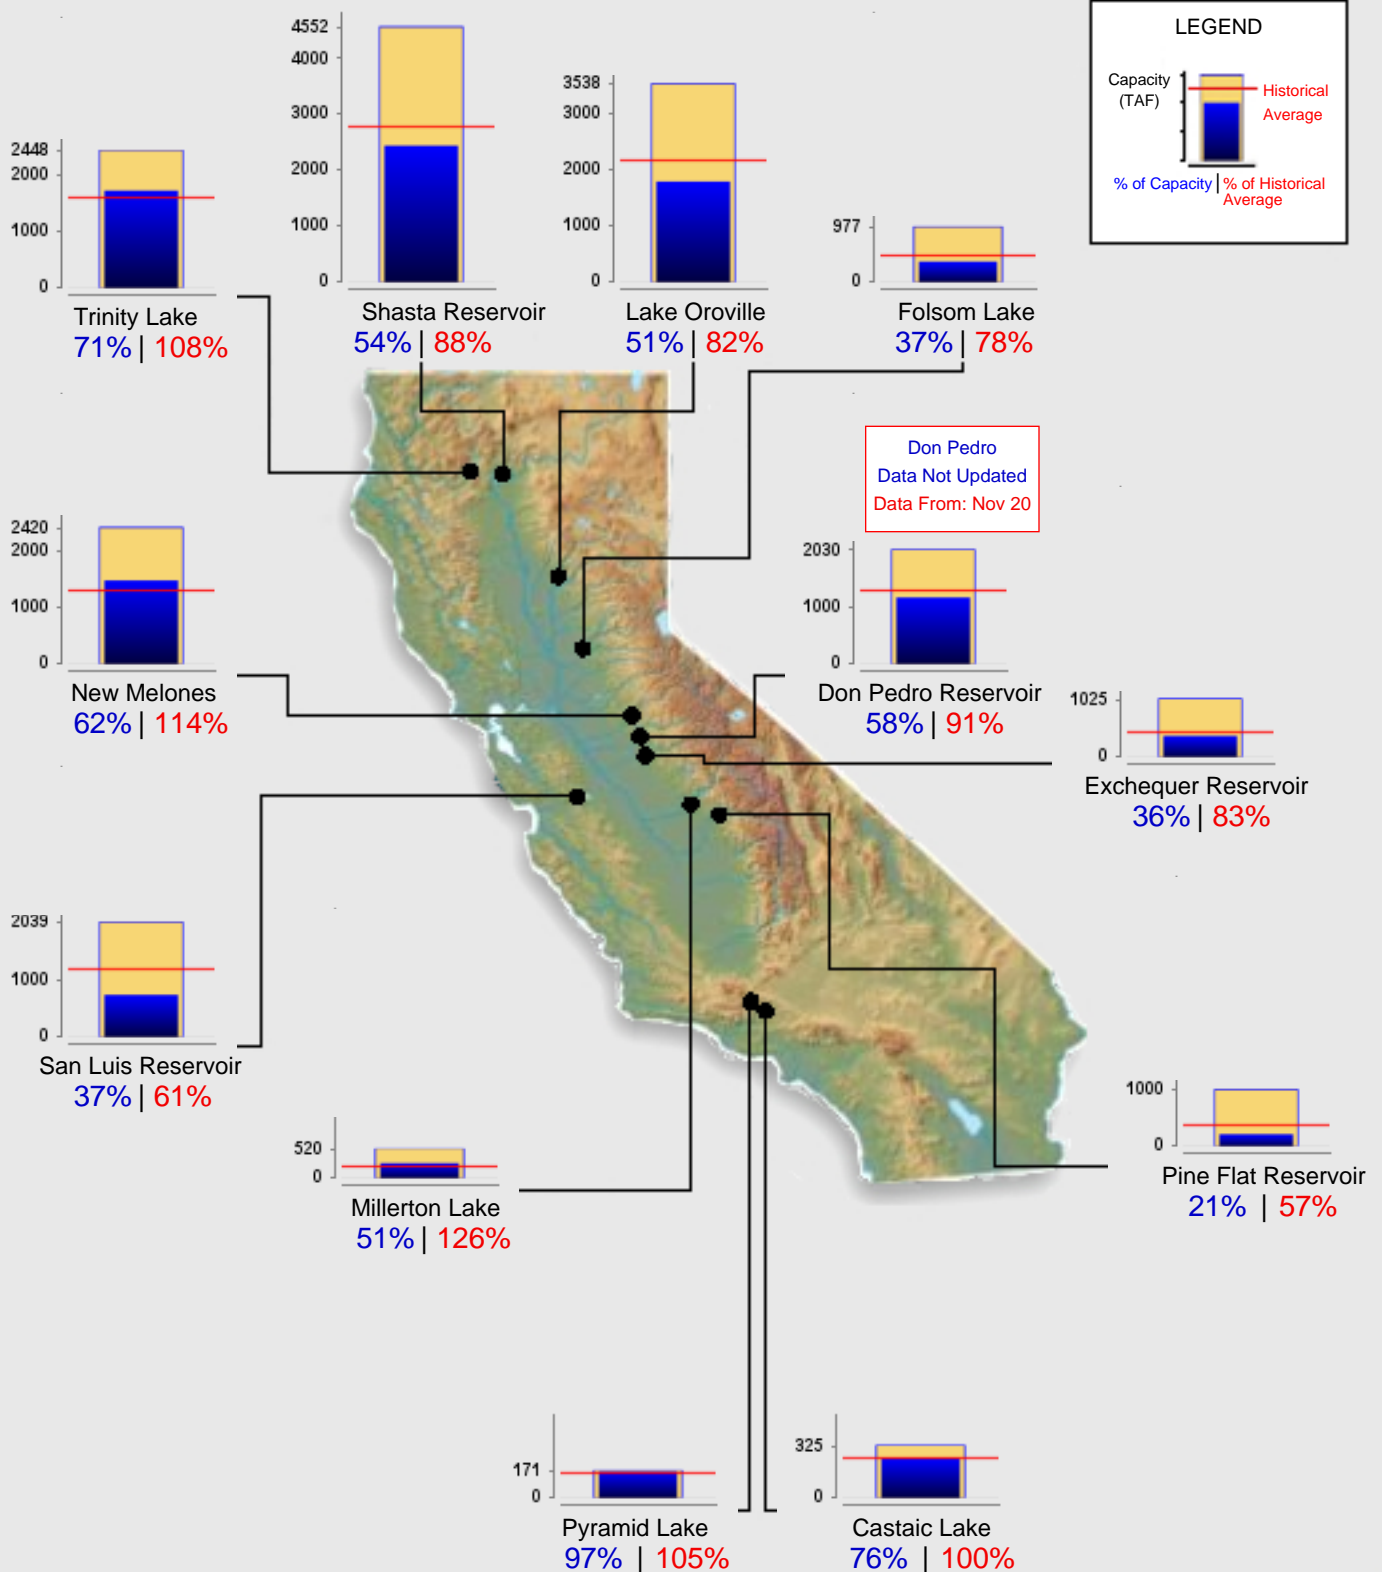 LEGEND
Capacity
(TAF)
Historical
Average
% of Capacity | % of Historical
Average
4552
4000
3000
2000
1000
0
Shasta Reservoir
54% | 88%
3538
3000
2000
1000
0
Lake Oroville
51% | 82%
2448
2000
1000
0
Trinity Lake
71% | 108%
977
0
Folsom Lake
37% | 78%
Don Pedro
Data Not Updated
Data From: Nov 20
2420
2000
1000
0
New Melones
62% | 114%
2030
1000
0
Don Pedro Reservoir
58% | 91%
1025
0
Exchequer Reservoir
36% | 83%
2039
1000
0
San Luis Reservoir
37% | 61%
520
0
Millerton Lake
51% | 126%
1000
0
Pine Flat Reservoir
21% | 57%
171
0
Pyramid Lake
97% | 105%
325
0
Castaic Lake
76% | 100%